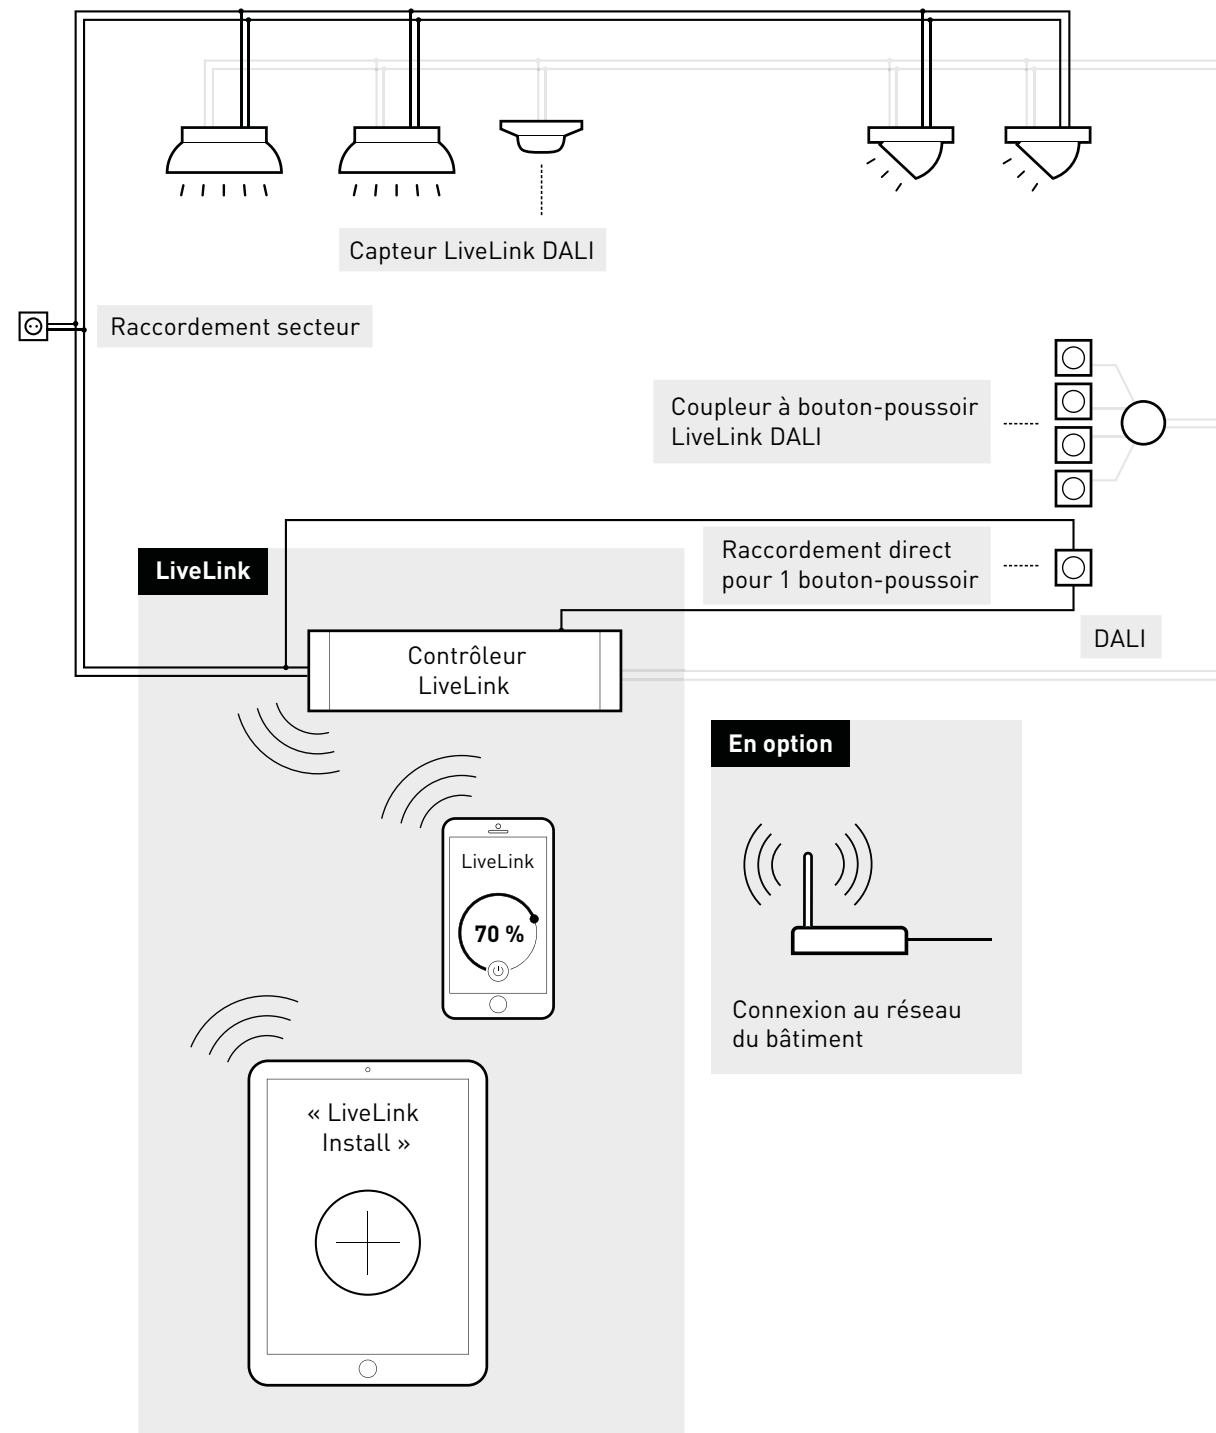 Capteur LiveLink DALI
Raccordement secteur
Coupleur à bouton-poussoir
LiveLink DALI
Raccordement direct
pour 1 bouton-poussoir
LiveLink
DALI
Contrôleur
LiveLink
En option
LiveLink
70 %
Connexion au réseau
du bâtiment
« LiveLink
Install »